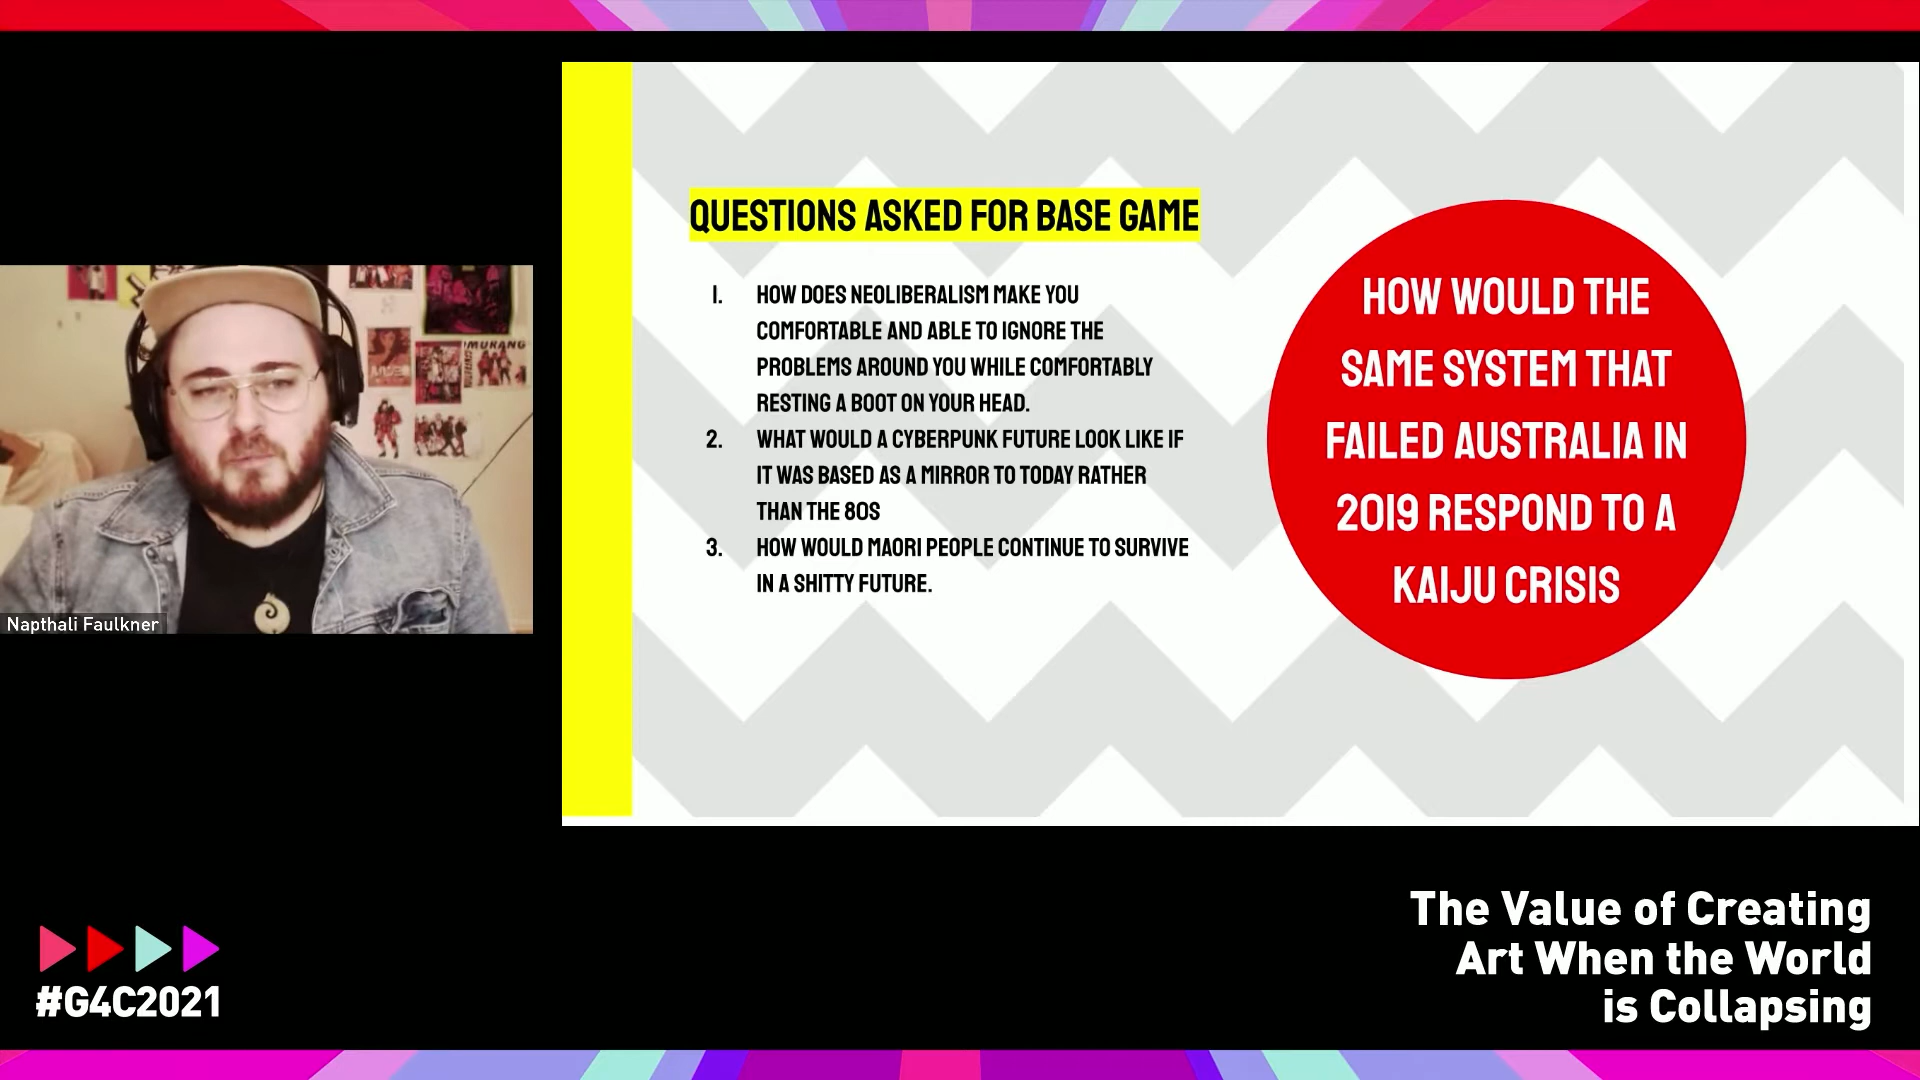 QUESTIONS ASKED FOR BASE GAME
1. HOW DOES NEOLIBERALISM MAKE YOU
COMFORTABLE AND ABLE TO IGNORE THE
PROBLEMS AROUND YOU WHILE COMFORTABLY
RESTING A BOOT ON YOUR HEAD.
2. WHAT WOULD A CYBERPUNK FUTURE LOOK LIKE IF
IT WAS BASED AS A MIRROR TO TODAY RATHER
THAN THE 80S
3. HOW WOULD MAORI PEOPLE CONTINUE TO SURVIVE
IN A SHITTY FUTURE.
HOW WOULD THE
SAME SYSTEM THAT
FAILED AUSTRALIA IN
2019 RESPOND TO A
KAIJU CRISIS
Napthali Faulkner
#G4C2021
The Value of Creating
Art When the World
is Collapsing